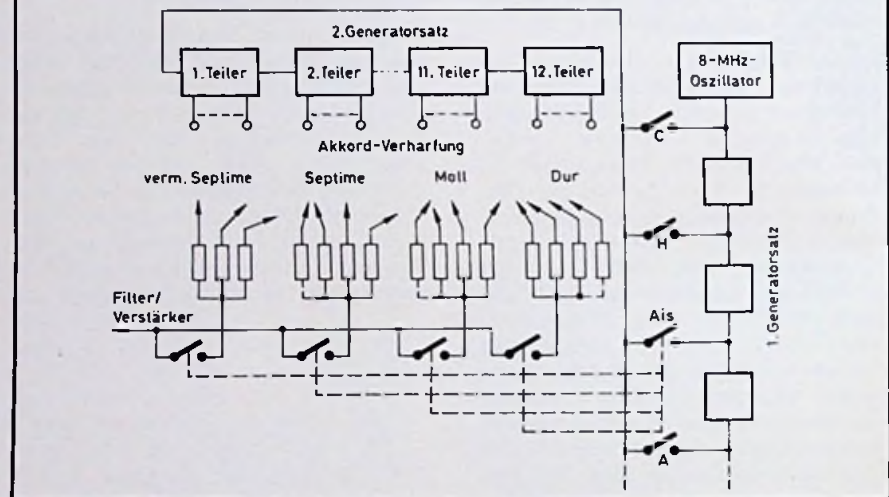 2.Generatorsatz
1.Teiler
2.Teiler
11. Teiler
12.Teiler
8-MHz-
Oszillator
C
Akkord-Verharfung
verm. Septime
Septime
Moll
Dur
H
1. Generatorsatz
Filter/
Verstärker
Ais
A